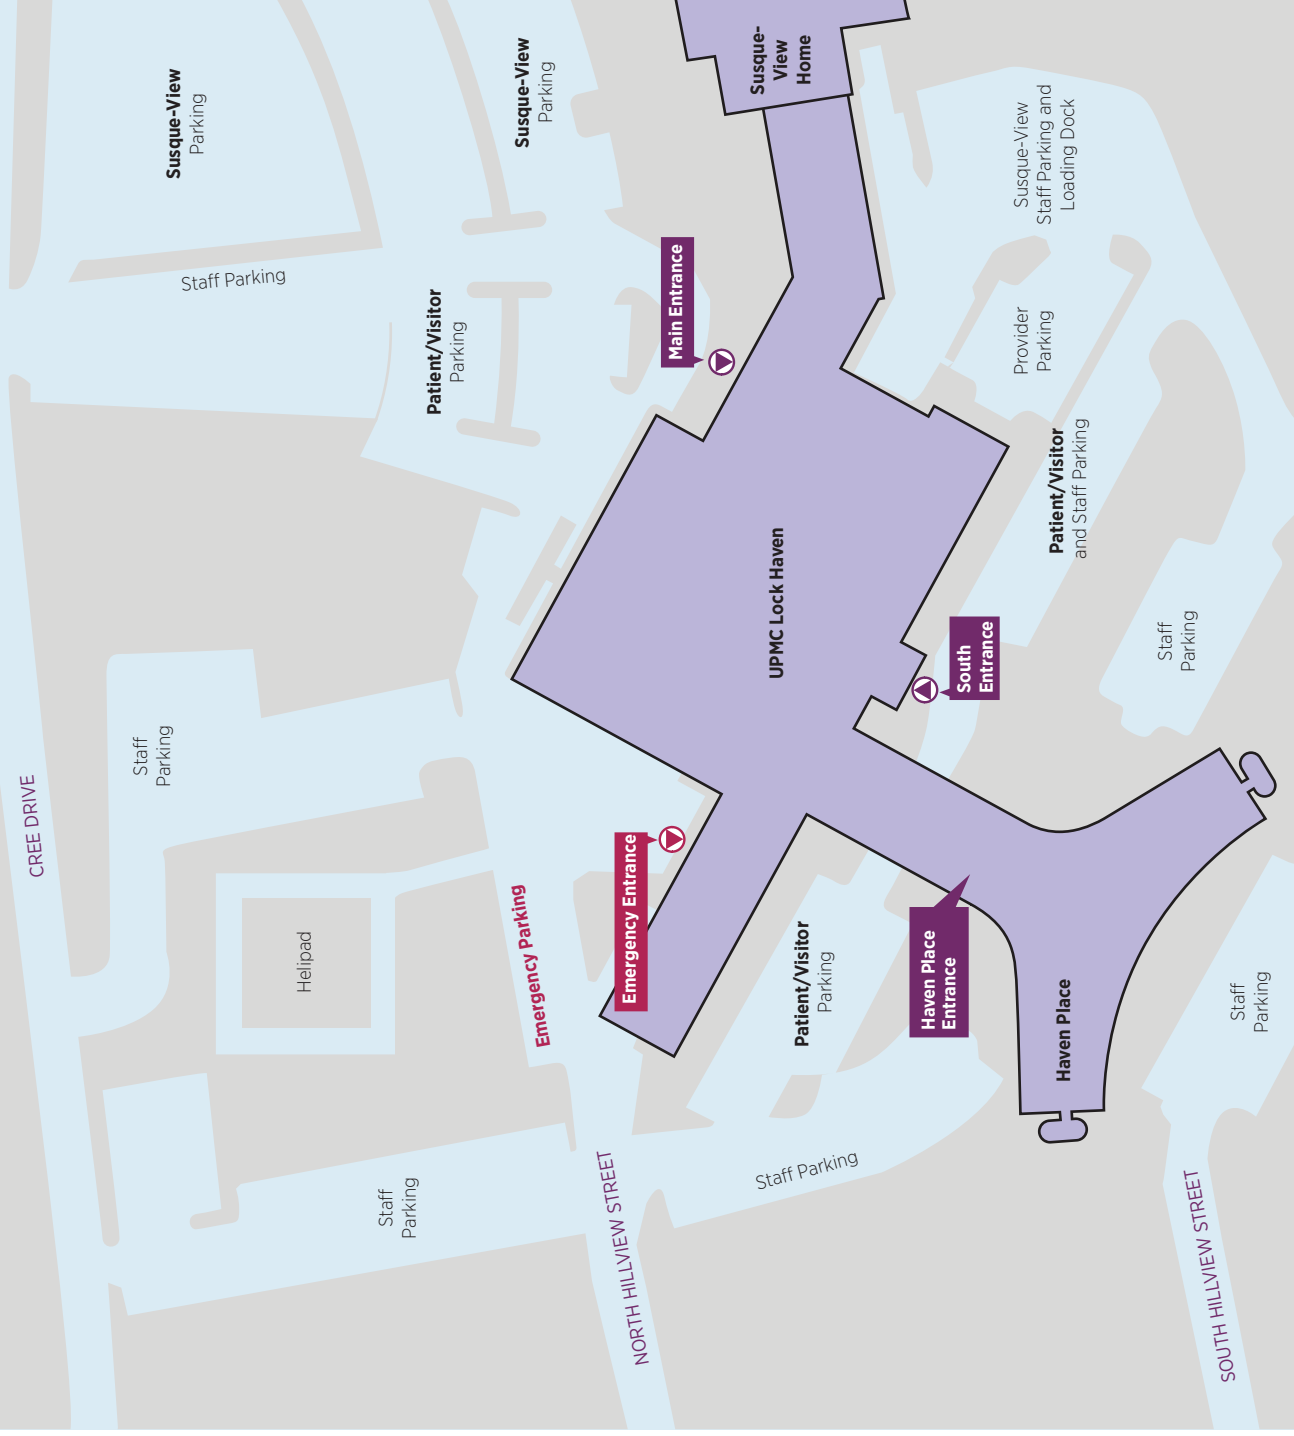 Susque-View
Parking
Susque-View
Parking
Susque-
View
Home
Susque-View
Staff Parking and
Loading Dock
Staff Parking
Patient/Visitor
Parking
Main Entrance
Provider
Parking
Patient/Visitor
and Staff Parking
UPMC Lock Haven
South
Entrance
Staff
Parking
Staff
Parking
CREE DRIVE
Helipad
Emergency Parking
Emergency Entrance
Patient/Visitor
Parking
Haven Place
Entrance
Haven Place
Staff
Parking
Staff
Parking
Staff Parking
NORTH HILLVIEW STREET
SOUTH HILLVIEW STREET